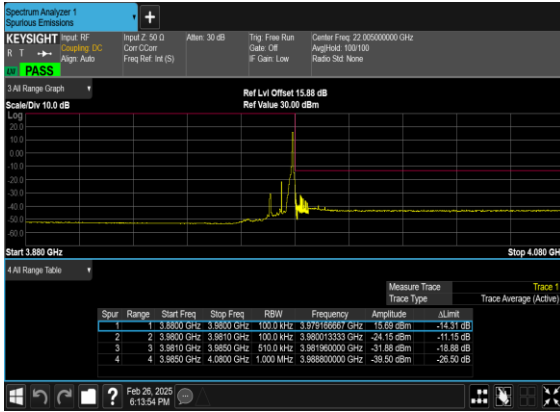 Spectrum Analyzer 1
Spurious Emissions
+
KEYSIGHT
R T
PASS
Input: RF
Coupling: DC
Align: Auto
Input Z: 50 Ω
Corr CCorr
Freq Ref: Int (S)
Atten: 30 dB
Trig: Free Run
Gate: Off
IF Gain: Low
Center Freq: 22.005000000 GHz
Avg|Hold: 100/100
Radio Std: None
3 All Range Graph
Scale/Div 10.0 dB
Ref Lvl Offset 15.88 dB
Ref Value 30.00 dBm
Log
20.0
10.0
0.00
-10.0
-20.0
-30.0
-40.0
-50.0
-60.0
Start 3.880 GHz
Stop 4.080 GHz
4 All Range Table
Measure Trace Trace 1
Trace Type Trace Average (Active)
Spur Range Start Freq Stop Freq RBW Frequency Amplitude ΔLimit
1 1 3.8800 GHz 3.9800 GHz 100.0 kHz 3.979166667 GHz 15.69 dBm -14.31 dB
2 2 3.9800 GHz 3.9810 GHz 100.0 kHz 3.980013333 GHz -24.15 dBm -11.15 dB
3 3 3.9810 GHz 3.9850 GHz 510.0 kHz 3.981960000 GHz -31.88 dBm -18.88 dB
4 4 3.9850 GHz 4.0800 GHz 1.000 MHz 3.988800000 GHz -39.50 dBm -26.50 dB
?
Feb 26, 2025
6:13:54 PM